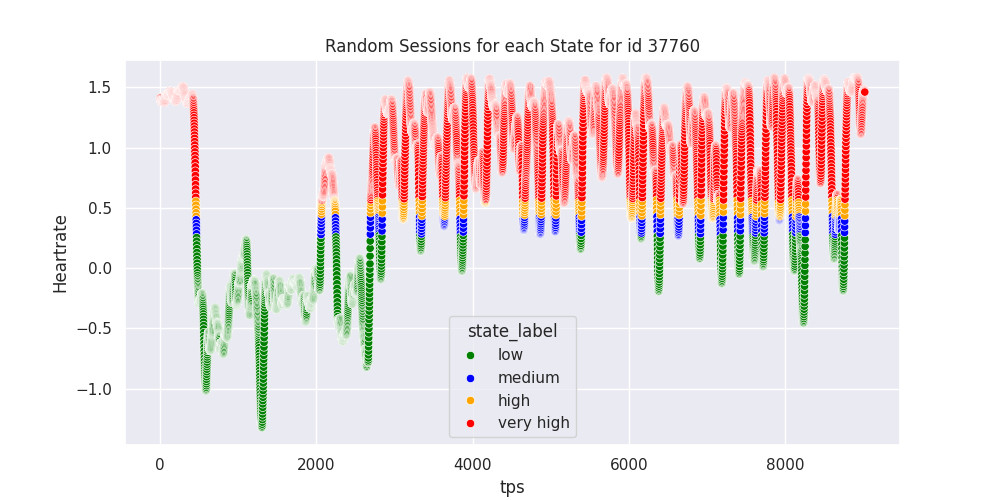 Random Sessions for each State for id 37760
Heartrate
1.5
1.0
0.5
0.0
−0.5
−1.0
state_label
low
medium
high
very high
0
2000
4000
6000
8000
tps